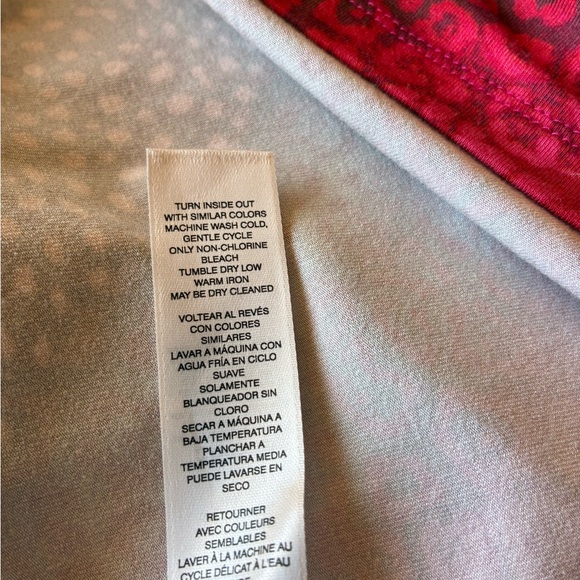 TURN INSIDE OUT
WITH SIMILAR COLORS
MACHINE WASH COLD,
GENTLE CYCLE
ONLY NON-CHLORINE
BLEACH
TUMBLE DRY LOW
WARM IRON
MAY BE DRY CLEANED
VOLTEAR AL REVÉS
CON COLORES
SIMILARES
LAVAR A MÁQUINA CON
AGUA FRÍA EN CICLO
SUAVE
SOLAMENTE
BLANQUEADOR SIN
CLORO
SECAR A MÁQUINA A
BAJA TEMPERATURA
PLANCHAR A
TEMPERATURA MEDIA
PUEDE LAVARSE EN
SECO
RETOURNER
AVEC COULEURS
SEMBLABLES
LAVER À LA MACHINE AU
CYCLE DÉLICAT À L'EAU